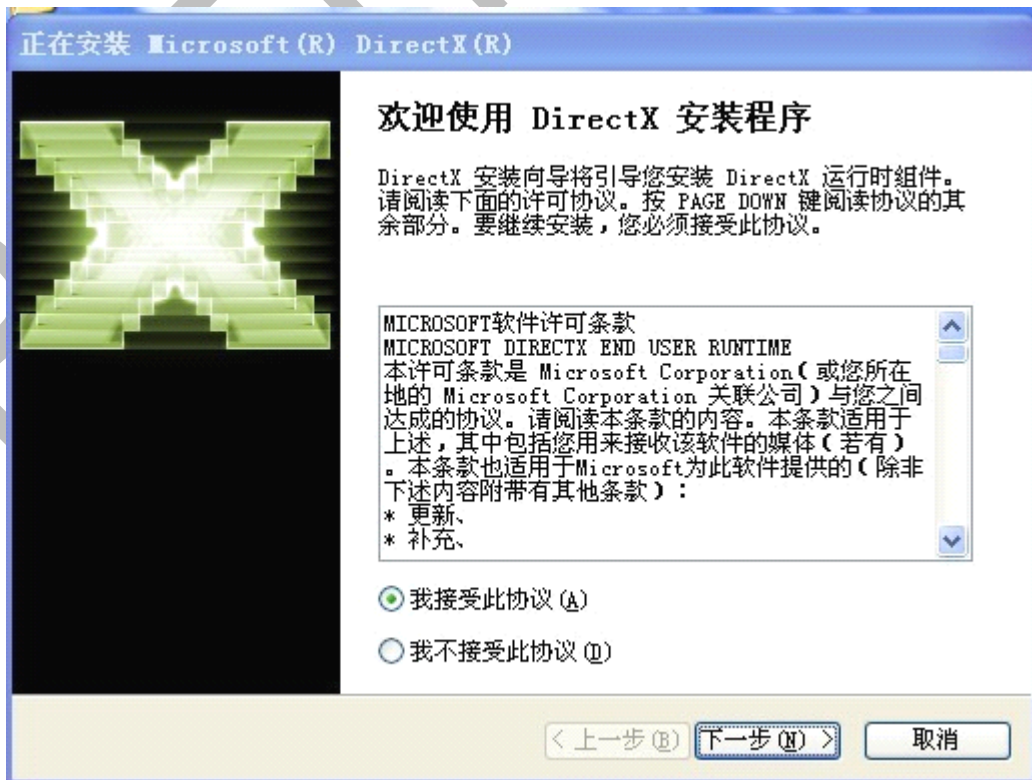 正在安装 Microsoft(R) DirectX(R)
欢迎使用 DirectX 安装程序
DirectX 安装向导将引导您安装 DirectX 运行时组件。
请阅读下面的许可协议。按 PAGE DOWN 键阅读协议的其
余部分。要继续安装，您必须接受此协议。
MICROSOFT软件许可条款
MICROSOFT DIRECTX END USER RUNTIME
本许可条款是 Microsoft Corporation（或您所在
地的 Microsoft Corporation 关联公司）与您之间
达成的协议。请阅读本条款的内容。本条款适用于
上述，其中包括您用来接收该软件的媒体（若有）
。本条款也适用于Microsoft为此软件提供的（除非
下述内容附带有其他条款）：
* 更新、
* 补充、
我接受此协议(A)
我不接受此协议(D)
< 上一步(B) 下一步(N) > 取消